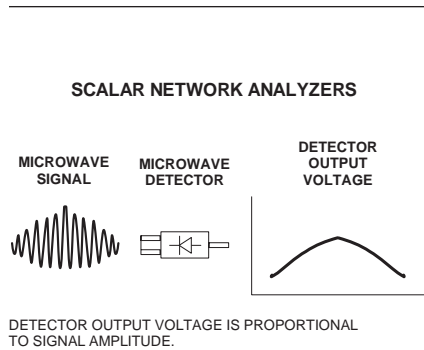 SCALAR NETWORK ANALYZERS
MICROWAVE
SIGNAL
MICROWAVE
DETECTOR
DETECTOR
OUTPUT
VOLTAGE
DETECTOR OUTPUT VOLTAGE IS PROPORTIONAL
TO SIGNAL AMPLITUDE.